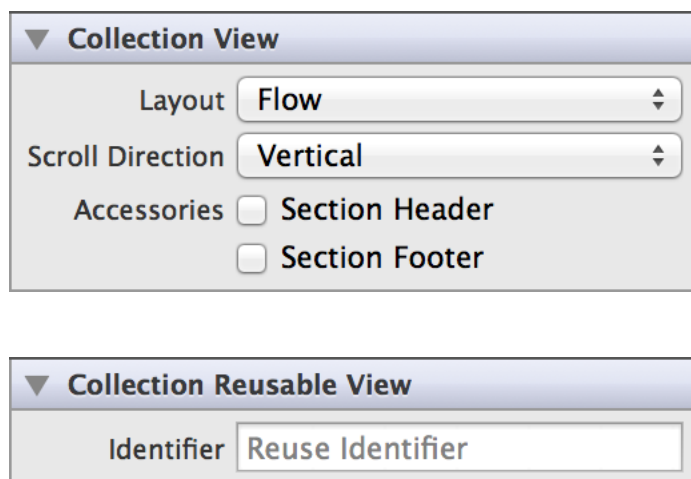 Collection View
Layout Flow
Scroll Direction Vertical
Accessories Section Header
Section Footer
Collection Reusable View
Identifier Reuse Identifier